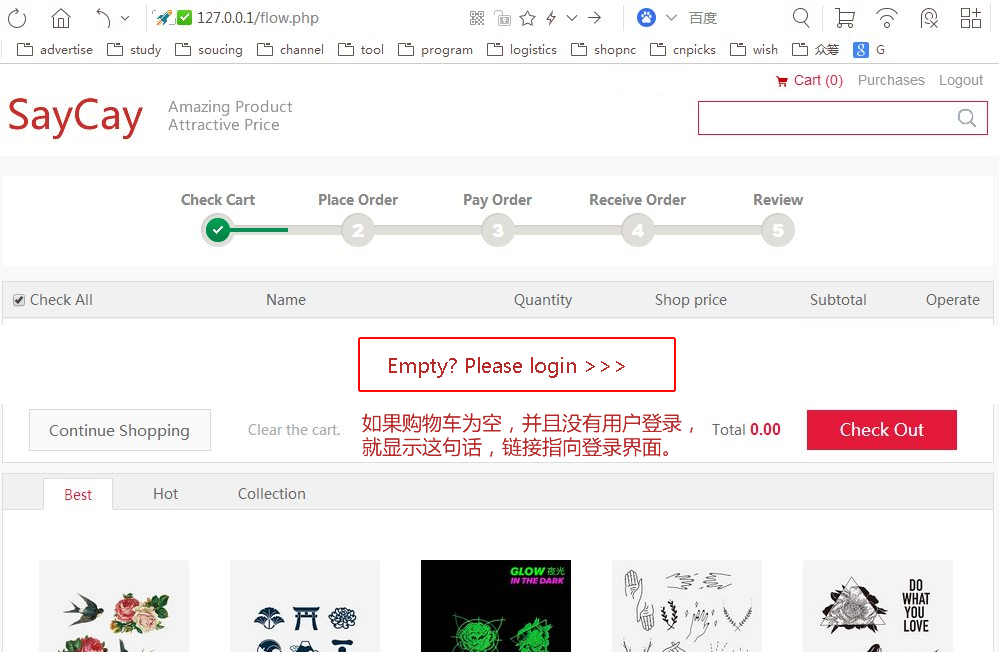 127.0.0.1/flow.php
百度
advertise study soucing channel tool program logistics shopnc cnpicks wish 众筹 G
Cart (0) Purchases Logout
SayCay
Amazing Product
Attractive Price
Check Cart Place Order Pay Order Receive Order Review
2 3 4 5
Check All Name Quantity Shop price Subtotal Operate
Empty? Please login >>>
如果购物车为空，并且没有用户登录，
就显示这句话，链接指向登录界面。
Continue Shopping Clear the cart. Total 0.00 Check Out
Best Hot Collection
GLOW 夜光
IN THE DARK
DO
WHAT
YOU
LOVE